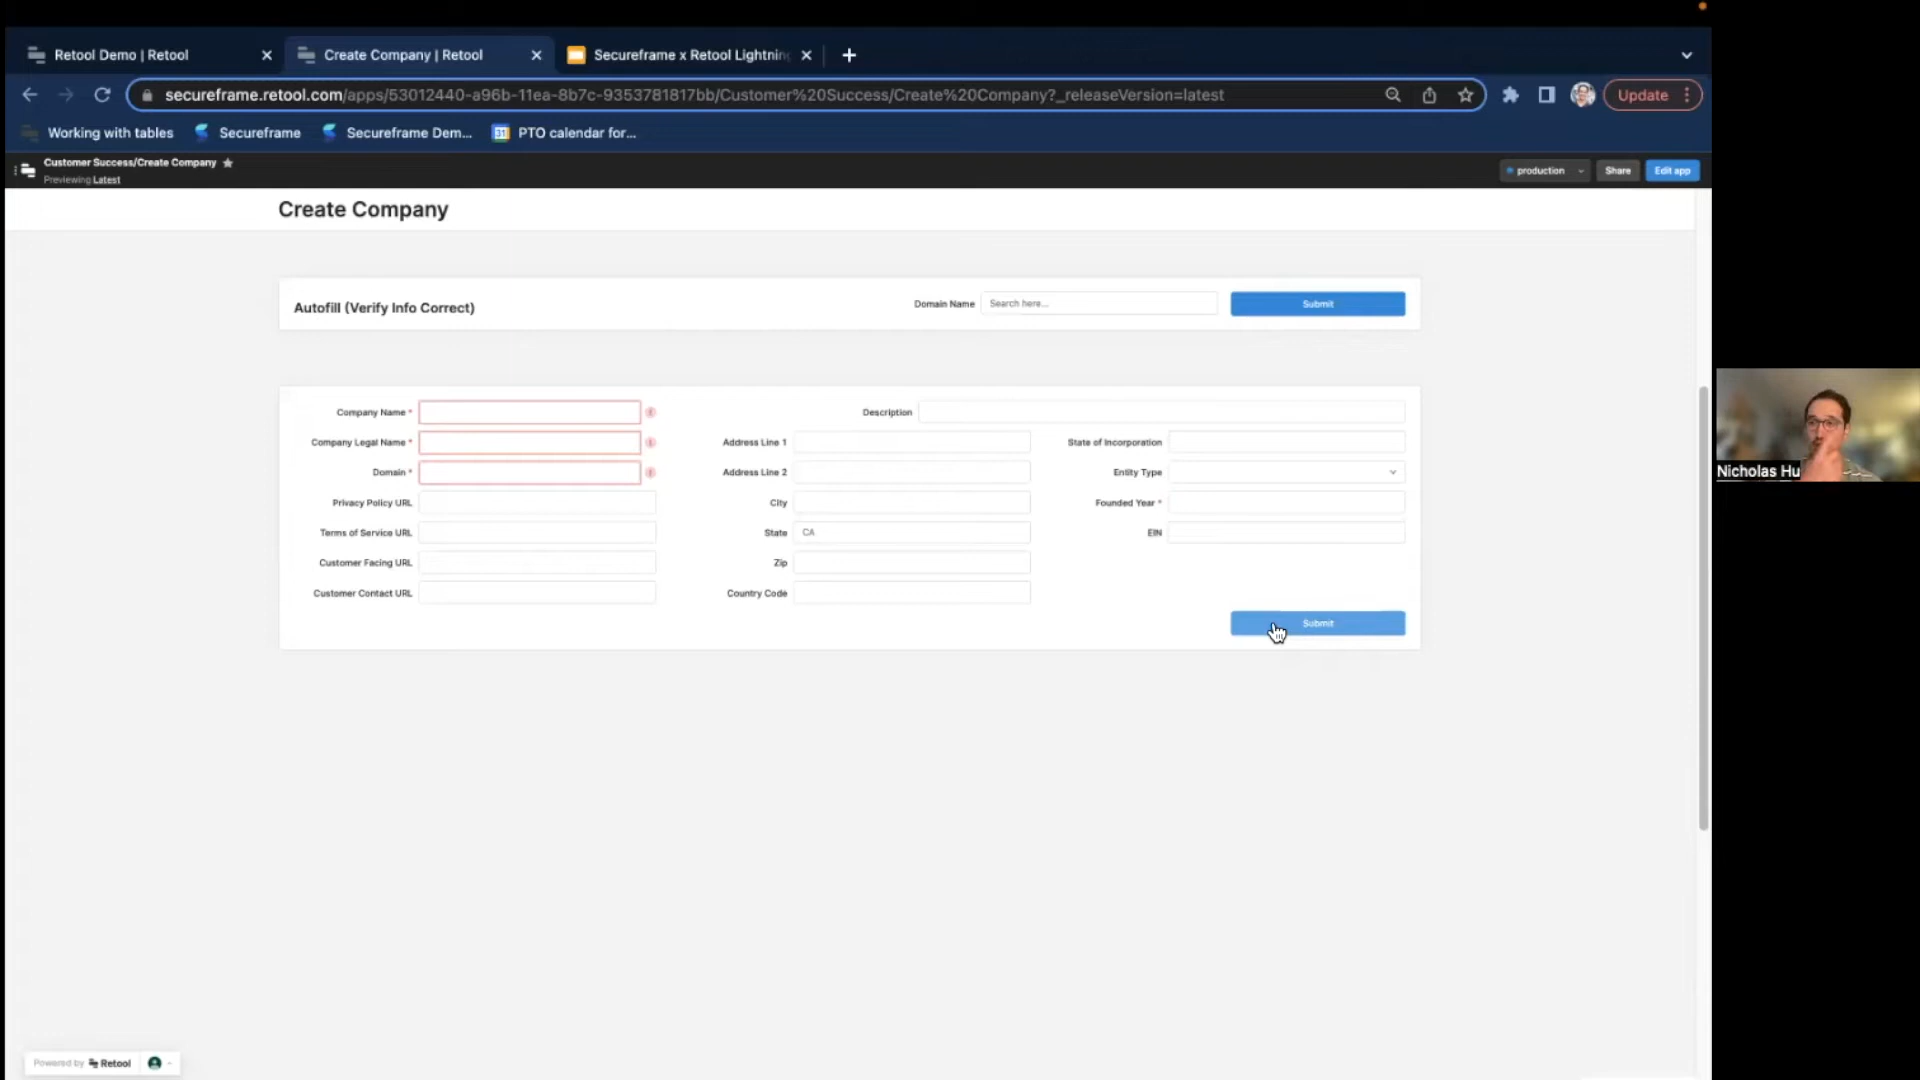 Retool Demo | Retool
Create Company | Retool
Secureframe x Retool Lightning
secureframe.retool.com/apps/53012440-a96b-11ea-8b7c-9353781817bb/Customer%20Success/Create%20Company?_releaseVersion=latest
Update
Working with tables
Secureframe
Secureframe Dem...
31
PTO calendar for...
Customer Success/Create Company
Previewing Latest
production
Share
Edit app
Create Company
Autofill (Verify Info Correct)
Domain Name
Search here...
Submit
Company Name *
Description
Company Legal Name *
Address Line 1
State of Incorporation
Domain *
Address Line 2
Entity Type
Privacy Policy URL
City
Founded Year *
Terms of Service URL
State
CA
EIN
Customer Facing URL
Zip
Customer Contact URL
Country Code
Submit
Nicholas Hu
Powered by Retool